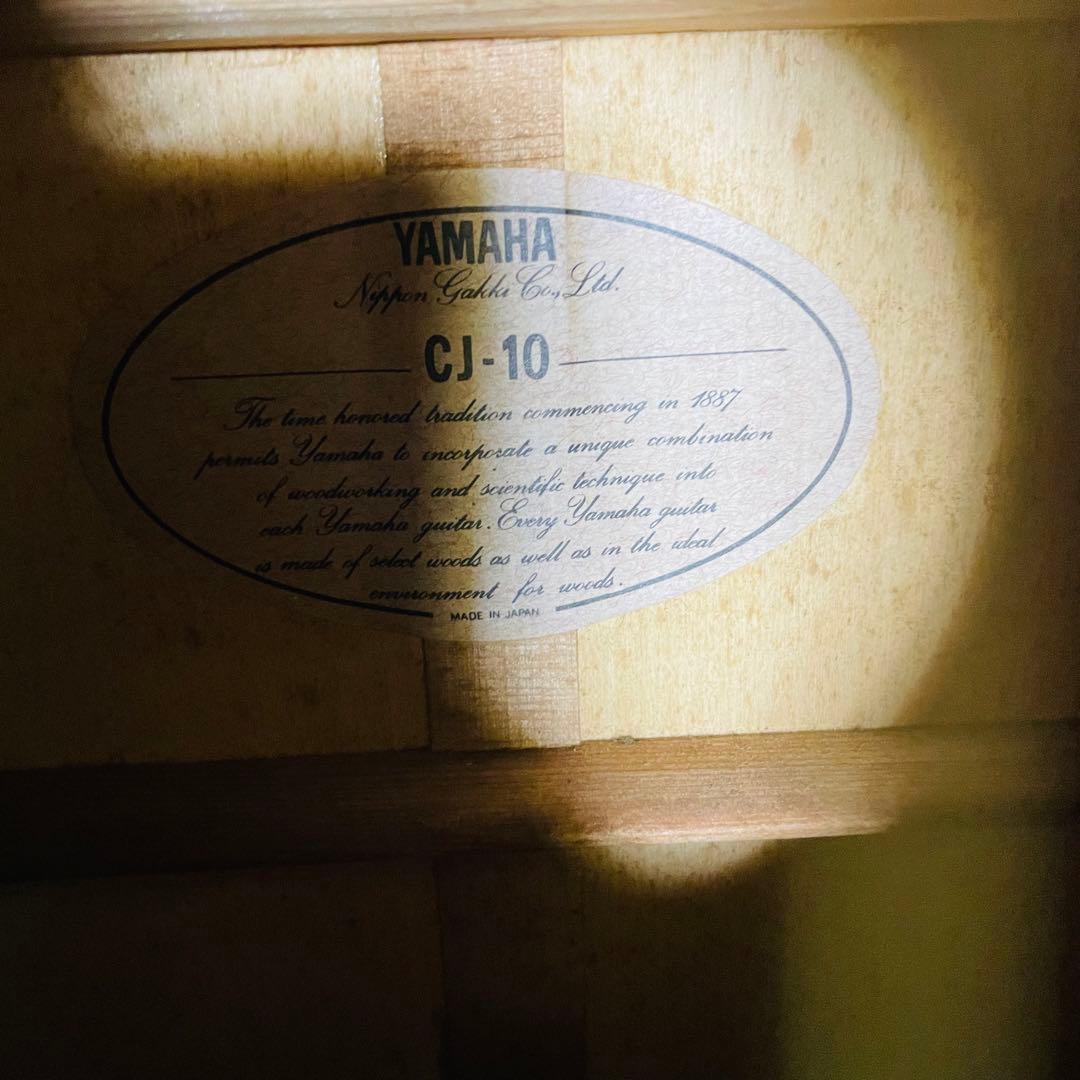 YAMAHA
Nippon Gakki Co., Ltd.
CJ-10
The time honored tradition commencing in 1887
permits Yamaha to incorporate a unique combination
of woodworking and scientific technique into
each Yamaha guitar. Every Yamaha guitar
is made of select woods as well as in the ideal
environment for woods.
MADE IN JAPAN